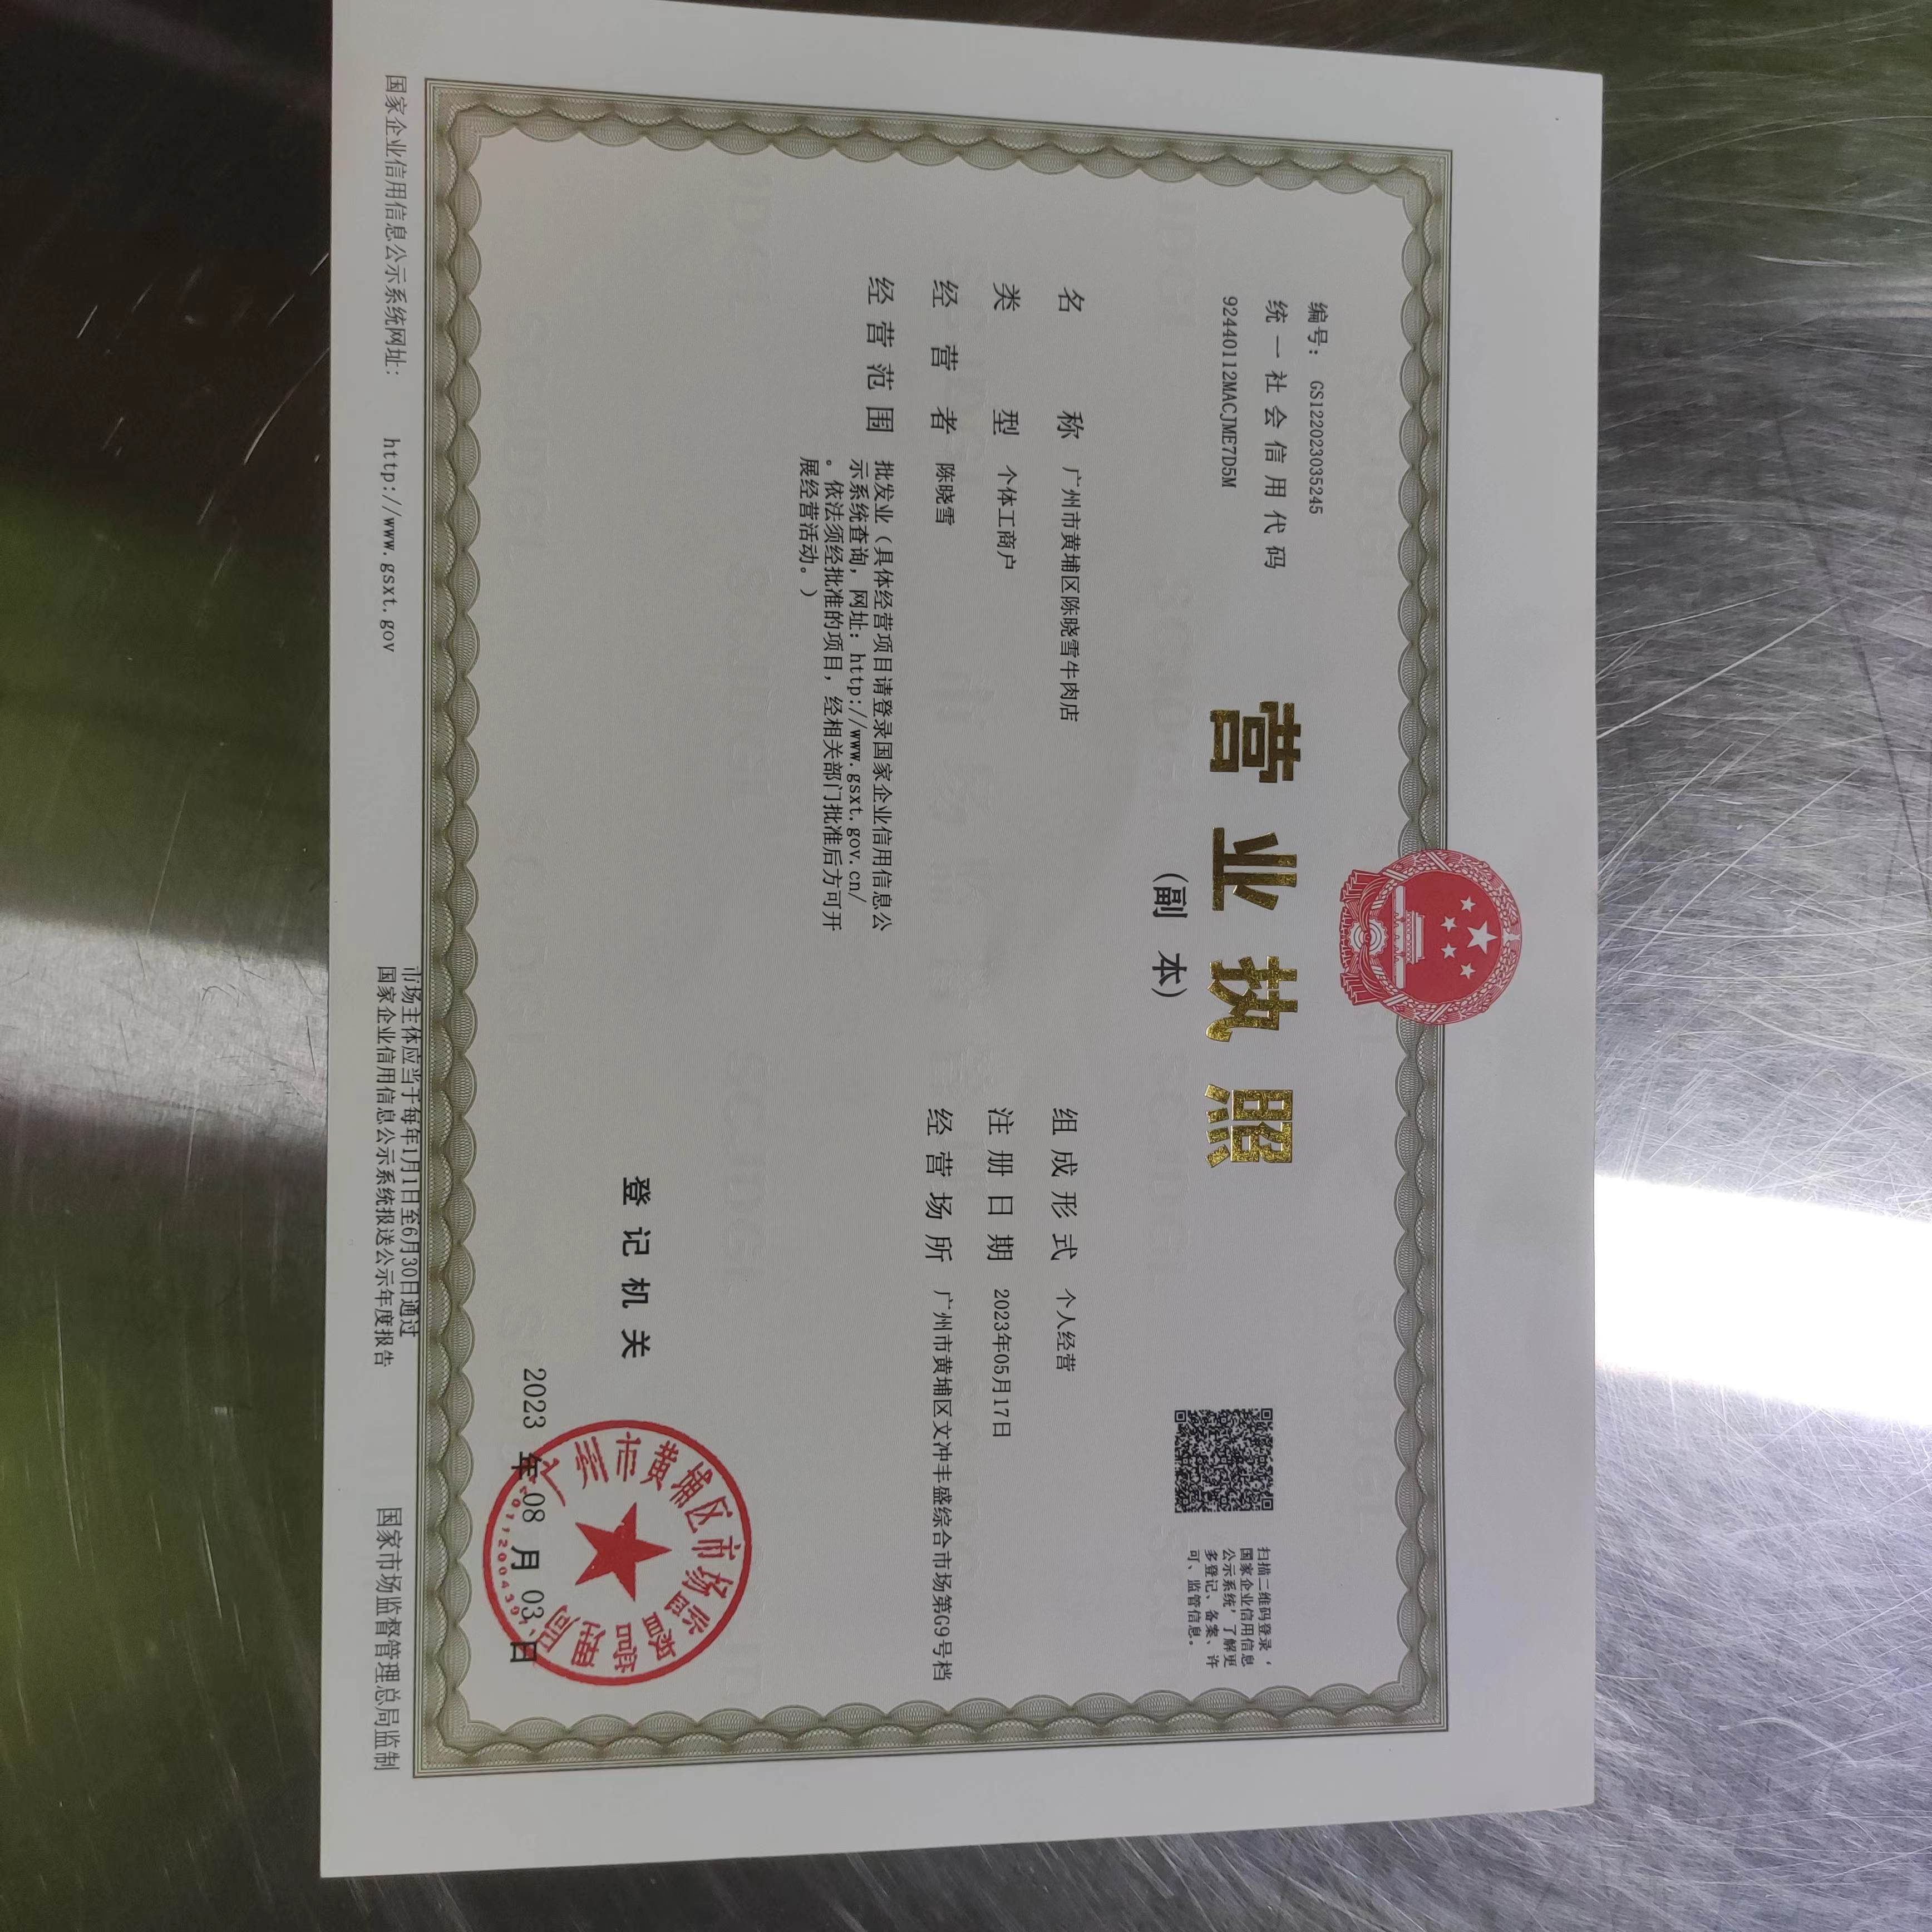 编号：GS1220230352​45
统一社会信用代码
92440112MACJME7D5M
营业执照
（副 本）
扫描二维码登录‘
国家企业信用信息
公示系统’了解更
多登记、备案、许
可、监管信息。
名 称 广州市黄埔区陈晓雪牛肉店
类 型 个体工商户
经 营 者 陈晓雪
经 营 范 围 批发业（具体经营项目请登录国家企业信用信息公
示系统查询，网址：http://www.gsxt.gov.cn/
。依法须经批准的项目，经相关部门批准后方可开
展经营活动。）
组 成 形 式 个人经营
注 册 日 期 2023年05月17日
经 营 场 所 广州市黄埔区文冲丰盛综合市场第G9号档
登 记 机 关
广州市黄埔区市场监督管理局
2023 年 08 月 03 日
国家企业信用信息公示系统网址： http://www.gsxt.gov
市场主体应当于每年1月1日至6月30日通过
国家企业信用信息公示系统报送公示年度报告
国家市场监督管理总局监制